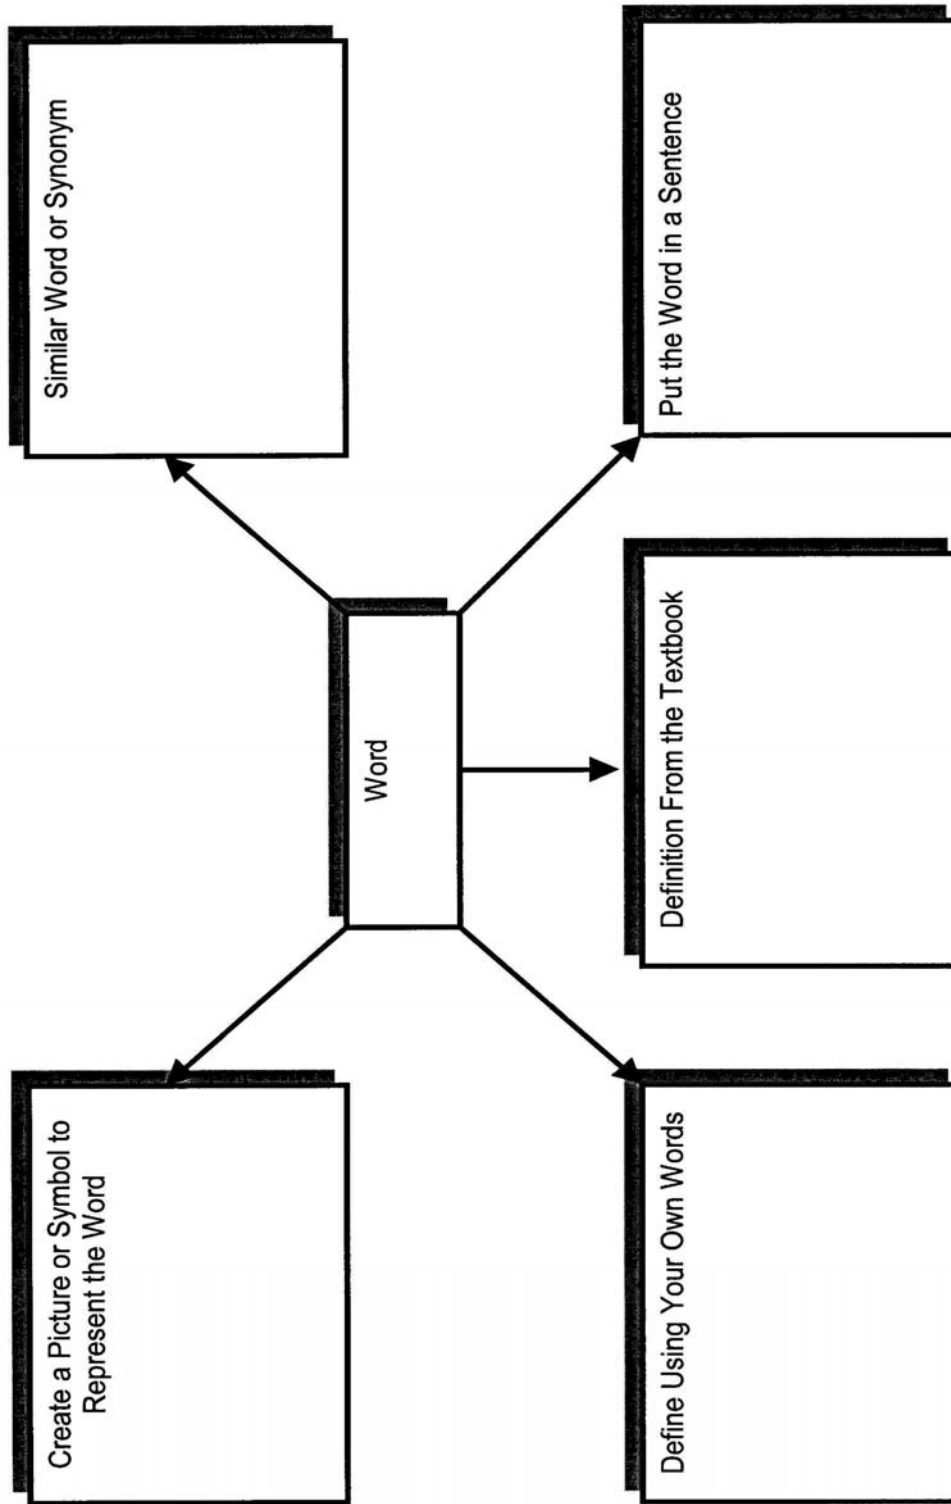 Create a Picture or Symbol to
Represent the Word
Similar Word or Synonym
Word
Define Using Your Own Words
Definition From the Textbook
Put the Word in a Sentence